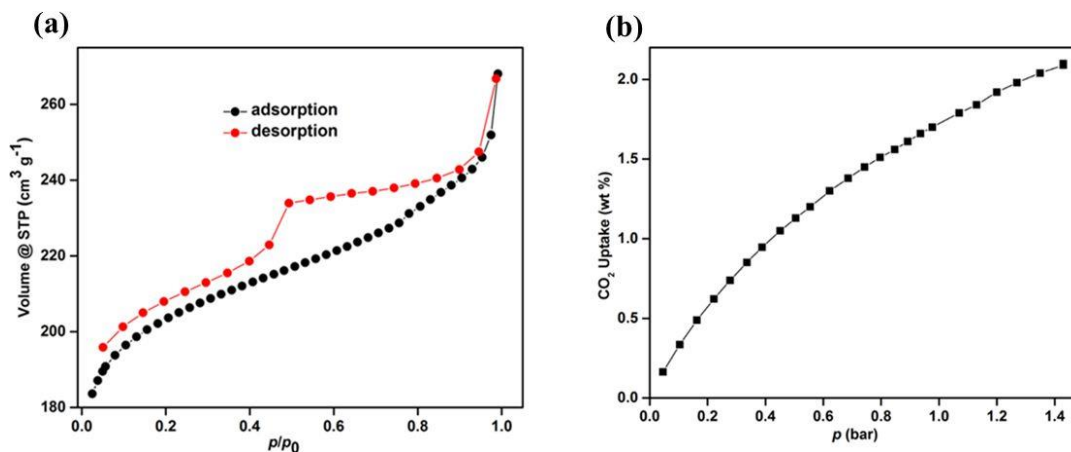 (a)
Volume @ STP (cm³ g⁻¹)
260
240
220
200
180
adsorption
desorption
0.0 0.2 0.4 0.6 0.8 1.0
p/p₀
(b)
CO₂ Uptake (wt %)
2.0
1.5
1.0
0.5
0.0
0.0 0.2 0.4 0.6 0.8 1.0 1.2 1.4
p (bar)